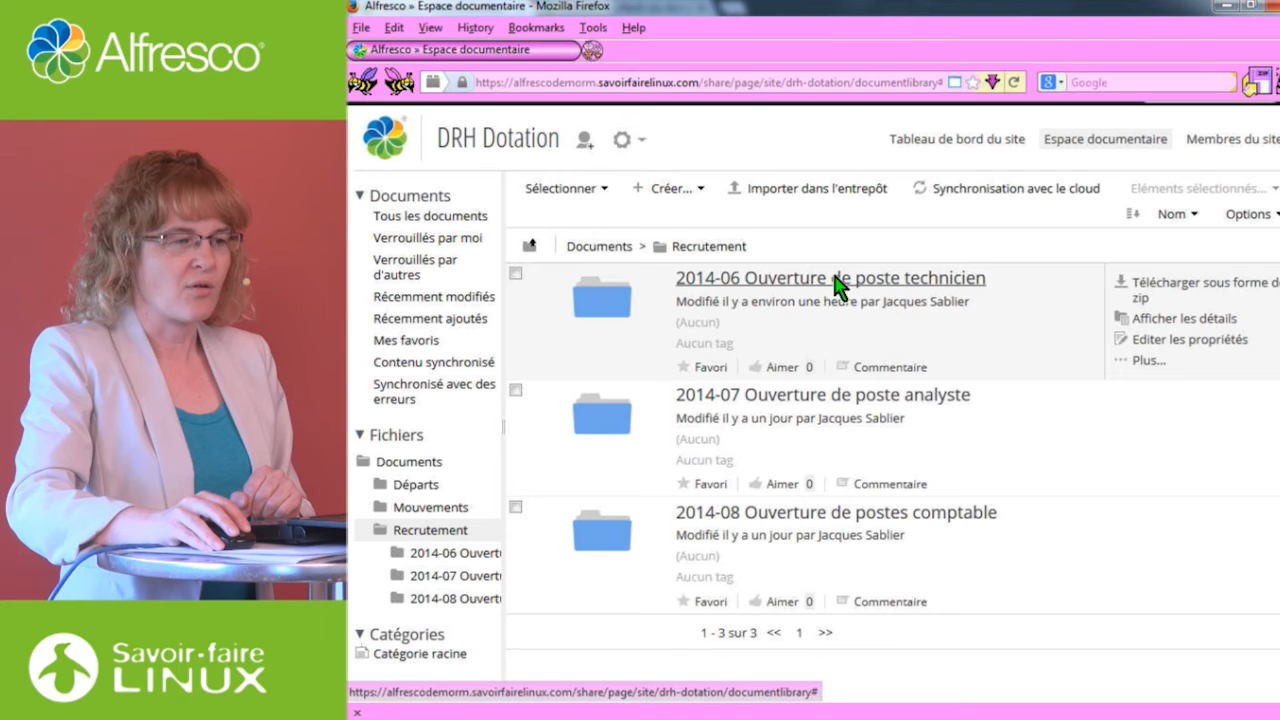 Alfresco
Alfresco » Espace documentaire - Mozilla Firefox
File Edit View History Bookmarks Tools Help
Alfresco » Espace documentaire
https://alfrescodemorm.savoirfairelinux.com/share/page/site/drh-dotation/documentlibrary#
Google
DRH Dotation
Tableau de bord du site Espace documentaire Membres du site
Sélectionner + Créer... Importer dans l'entrepôt Synchronisation avec le cloud Eléments sélectionnés...
Nom Options
Documents
Tous les documents
Verrouillés par moi
Verrouillés par
d'autres
Récemment modifiés
Récemment ajoutés
Mes favoris
Contenu synchronisé
Synchronisé avec des
erreurs
Fichiers
Documents
Départs
Mouvements
Recrutement
2014-06 Ouvertu
2014-07 Ouvertu
2014-08 Ouvertu
Catégories
Catégorie racine
Documents > Recrutement
2014-06 Ouverture de poste technicien
Modifié il y a environ une heure par Jacques Sablier
(Aucun)
Aucun tag
Favori Aimer 0 Commentaire
Télécharger sous forme de
zip
Afficher les détails
Editer les propriétés
Plus...
2014-07 Ouverture de poste analyste
Modifié il y a un jour par Jacques Sablier
(Aucun)
Aucun tag
Favori Aimer 0 Commentaire
2014-08 Ouverture de postes comptable
Modifié il y a un jour par Jacques Sablier
(Aucun)
Aucun tag
Favori Aimer 0 Commentaire
1 - 3 sur 3 << 1 >>
https://alfrescodemorm.savoirfairelinux.com/share/page/site/drh-dotation/documentlibrary#
Savoir-faire
LINUX